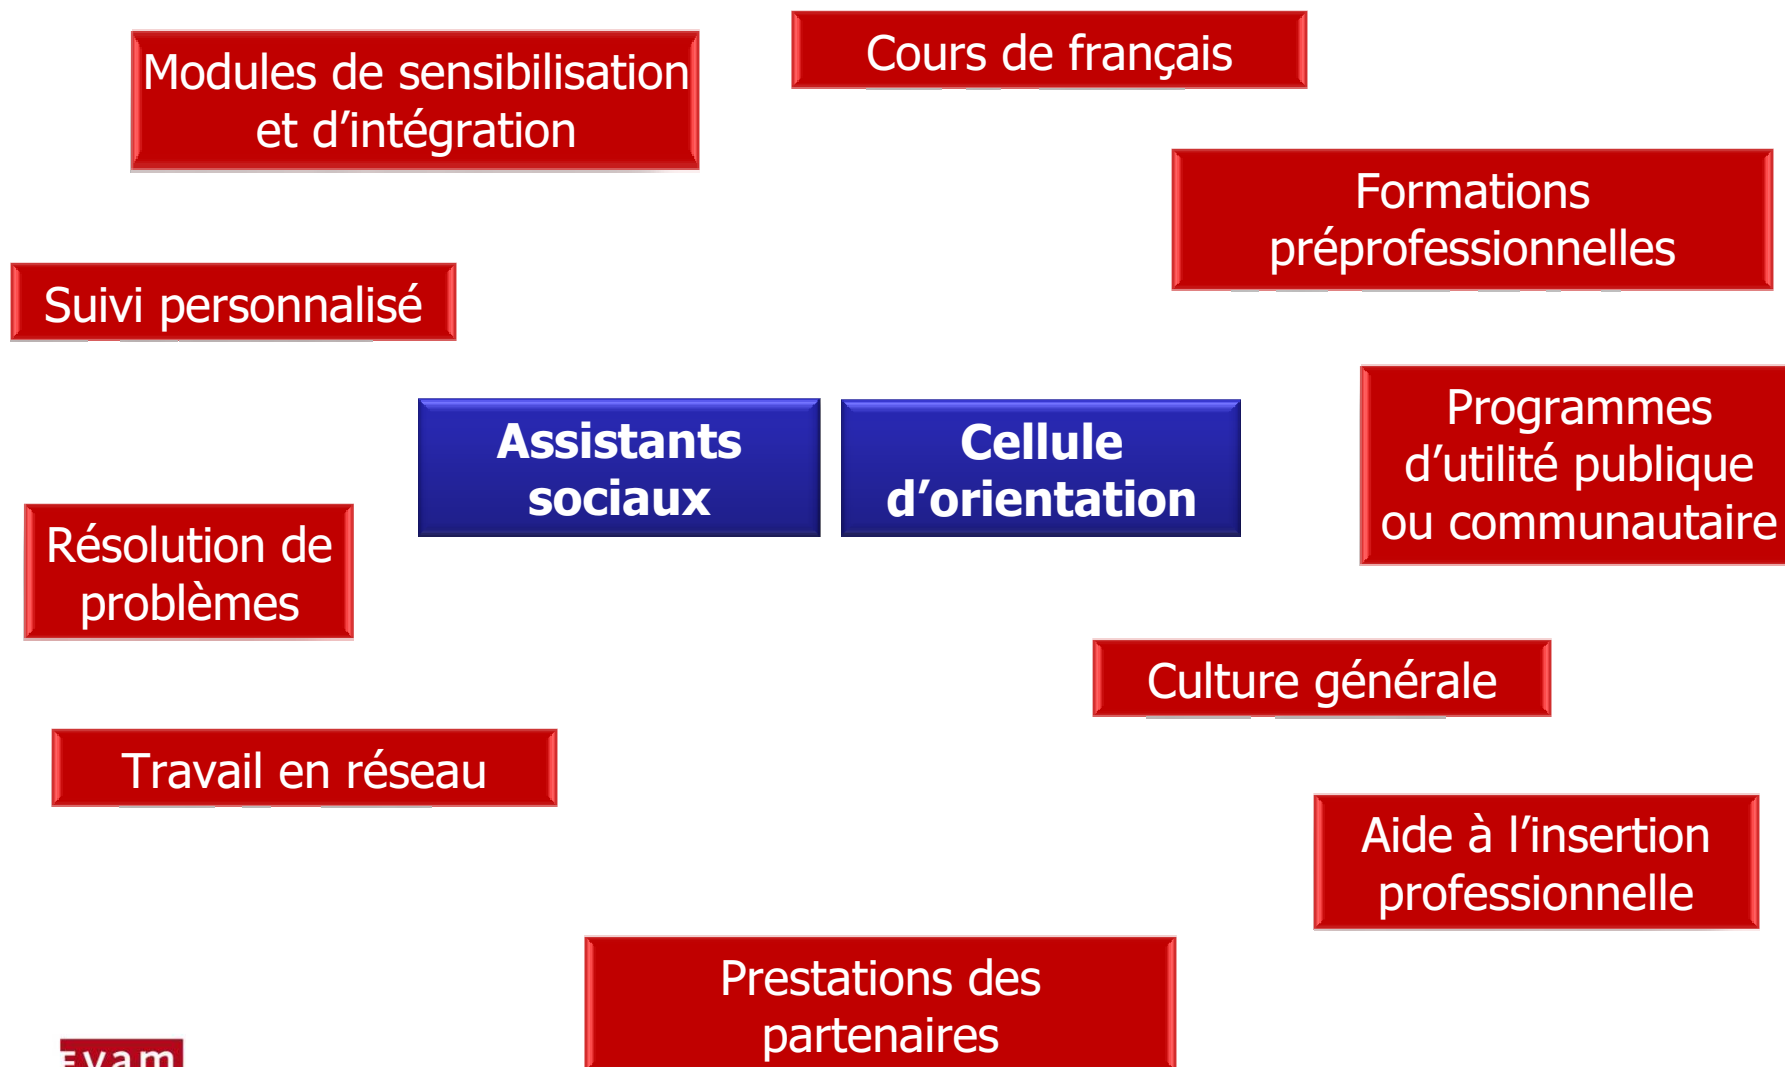 Modules de sensibilisation
et d’intégration
Cours de français
Formations
préprofessionnelles
Suivi personnalisé
Assistants
sociaux
Cellule
d’orientation
Programmes
d’utilité publique
ou communautaire
Résolution de
problèmes
Culture générale
Travail en réseau
Aide à l’insertion
professionnelle
Prestations des
partenaires
evam